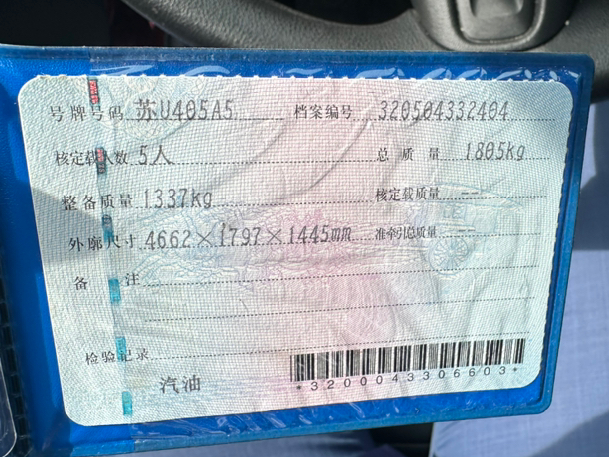 号牌号码 苏U405A5 档案编号 320504332404
核定载人数 5人 总质量 1805kg
整备质量 1337kg 核定载质量 --
外廓尺寸 4662×1797×1445mm 准牵引总质量 --
备注
检验记录
汽油
*3200043306603*